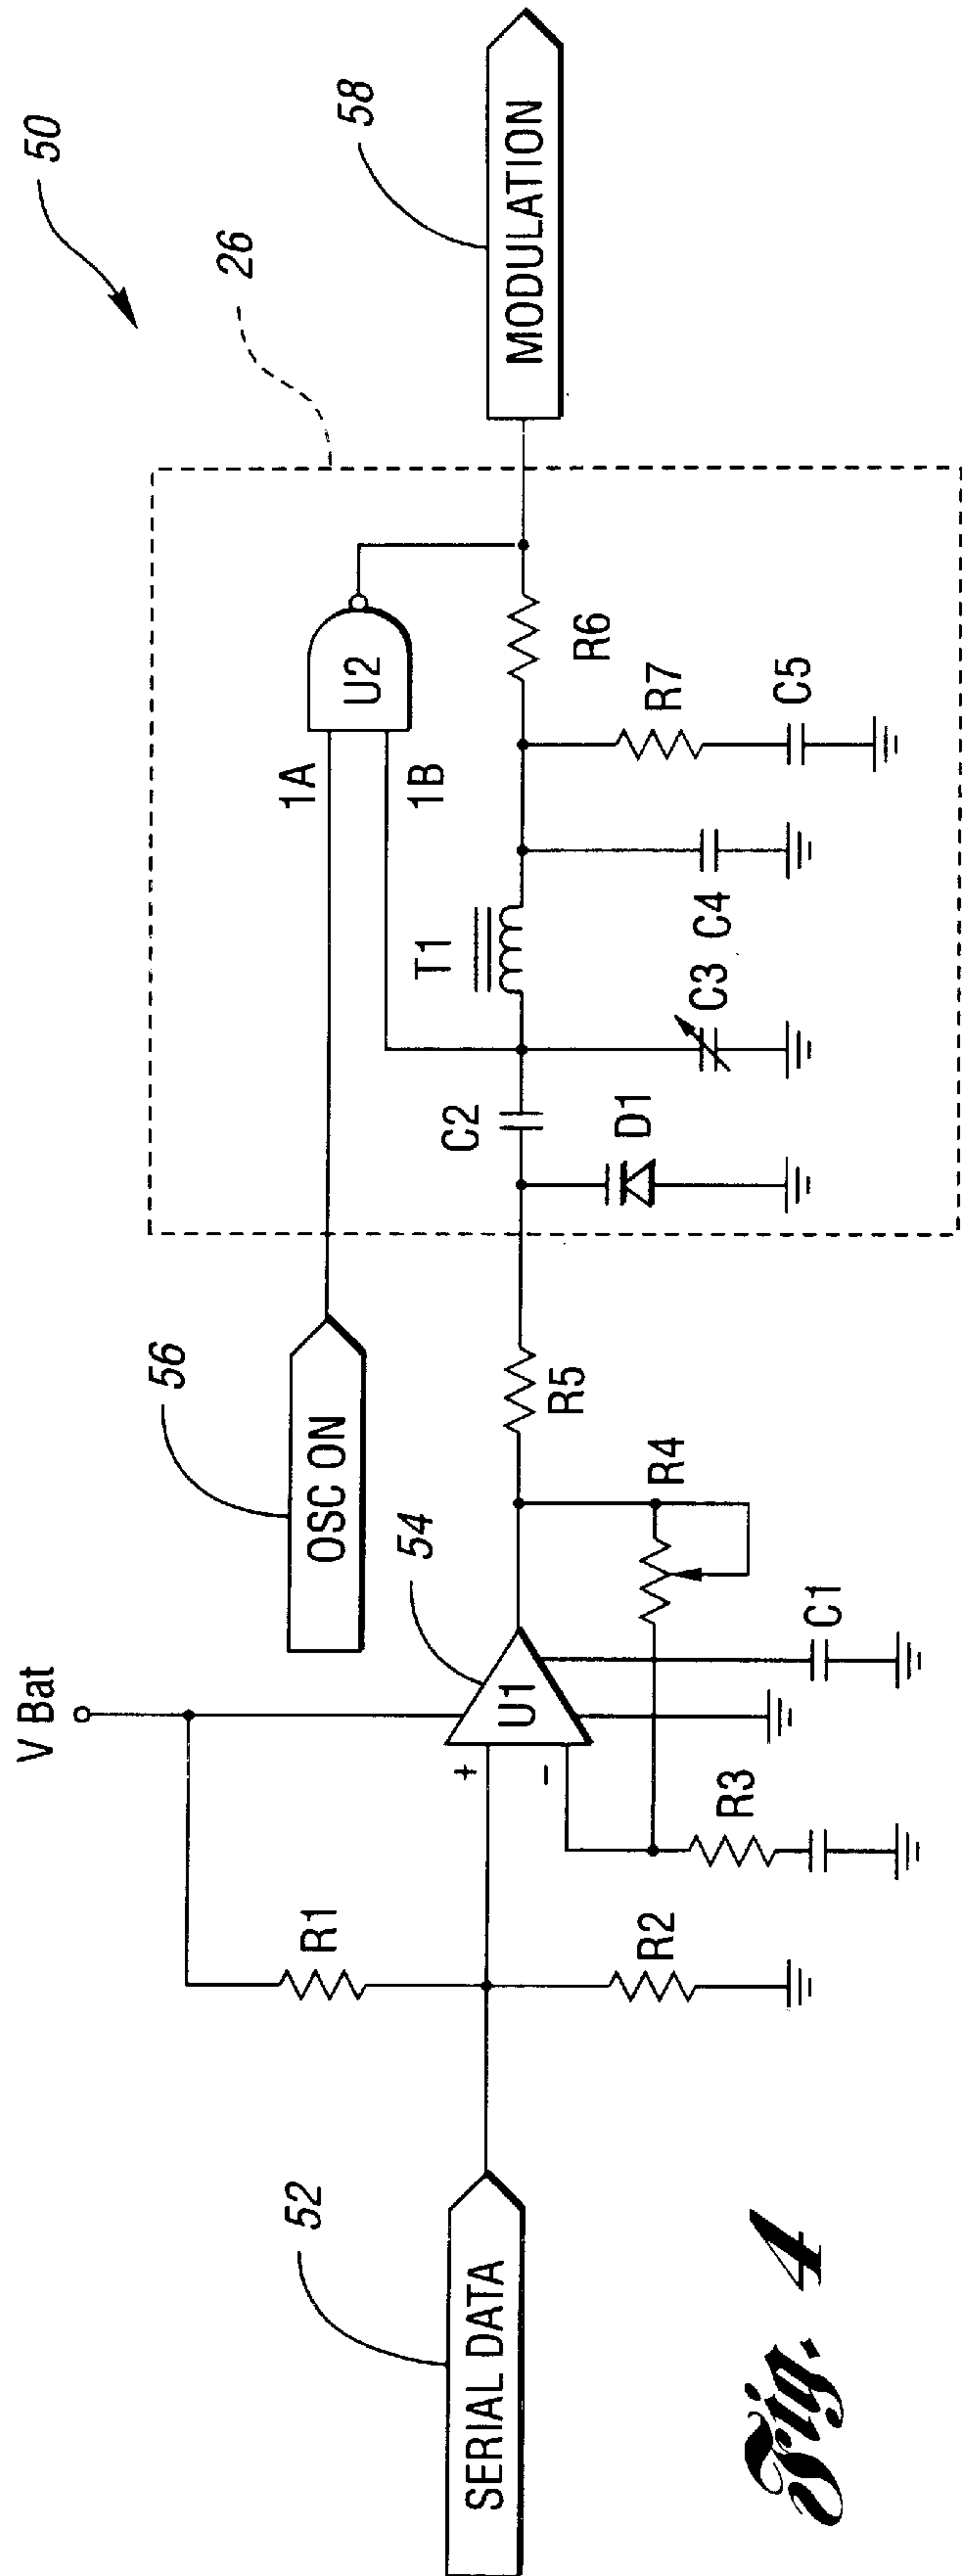 50
26
58
V Bat
56
OSC ON
1A
1B
U2
MODULATION
54
52
SERIAL DATA
R1
R2
+
-
U1
R3
C1
R4
R5
C2
D1
T1
C3
C4
R6
R7
C5
Fig. 4